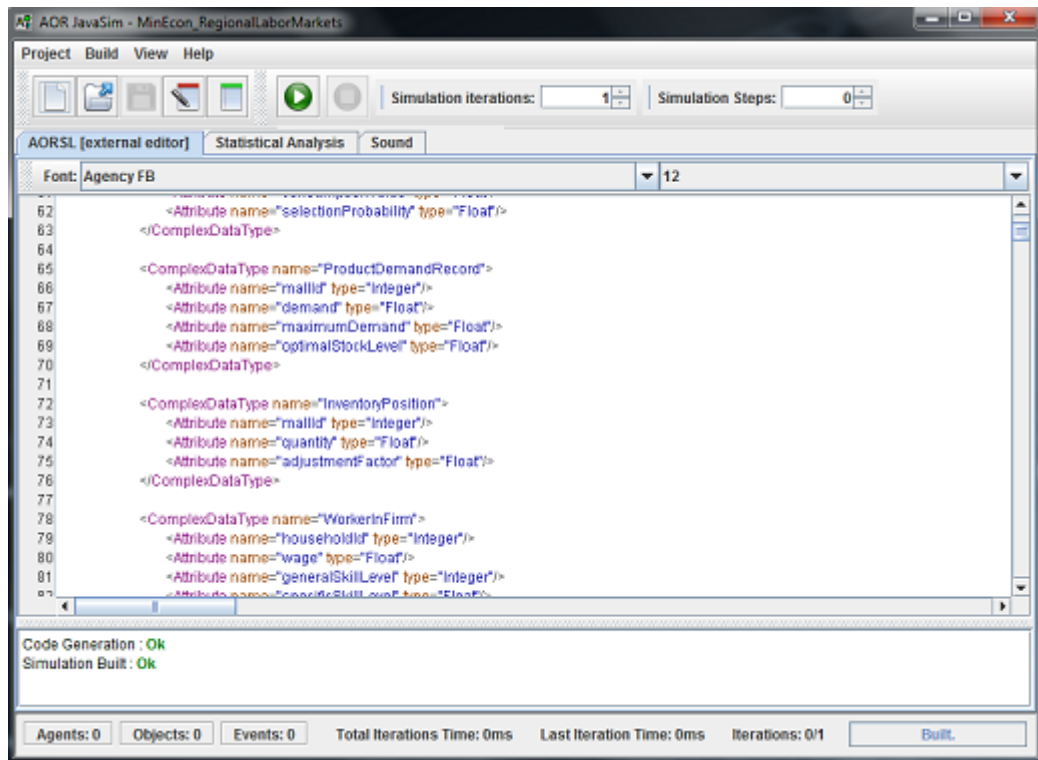 AOR JavaSim - MinEcon_RegionalLaborMarkets
Project Build View Help
Simulation iterations: 1 Simulation Steps: 0
AORSL [external editor] Statistical Analysis Sound
Font: Agency FB 12
62 <Attribute name="selectionProbability" type="Float"/>
63 </ComplexDataType>
64
65 <ComplexDataType name="ProductDemandRecord">
66 <Attribute name="mallId" type="Integer"/>
67 <Attribute name="demand" type="Float"/>
68 <Attribute name="maximumDemand" type="Float"/>
69 <Attribute name="optimalStockLevel" type="Float"/>
70 </ComplexDataType>
71
72 <ComplexDataType name="InventoryPosition">
73 <Attribute name="mallId" type="Integer"/>
74 <Attribute name="quantity" type="Float"/>
75 <Attribute name="adjustmentFactor" type="Float"/>
76 </ComplexDataType>
77
78 <ComplexDataType name="WorkerInFirm">
79 <Attribute name="householdId" type="Integer"/>
80 <Attribute name="wage" type="Float"/>
81 <Attribute name="generalSkillLevel" type="Integer"/>
82 <Attribute name="specificSkillLevel" type="Float"/>
Code Generation : Ok
Simulation Built : Ok
Agents: 0 Objects: 0 Events: 0 Total Iterations Time: 0ms Last Iteration Time: 0ms Iterations: 0/1 Built.